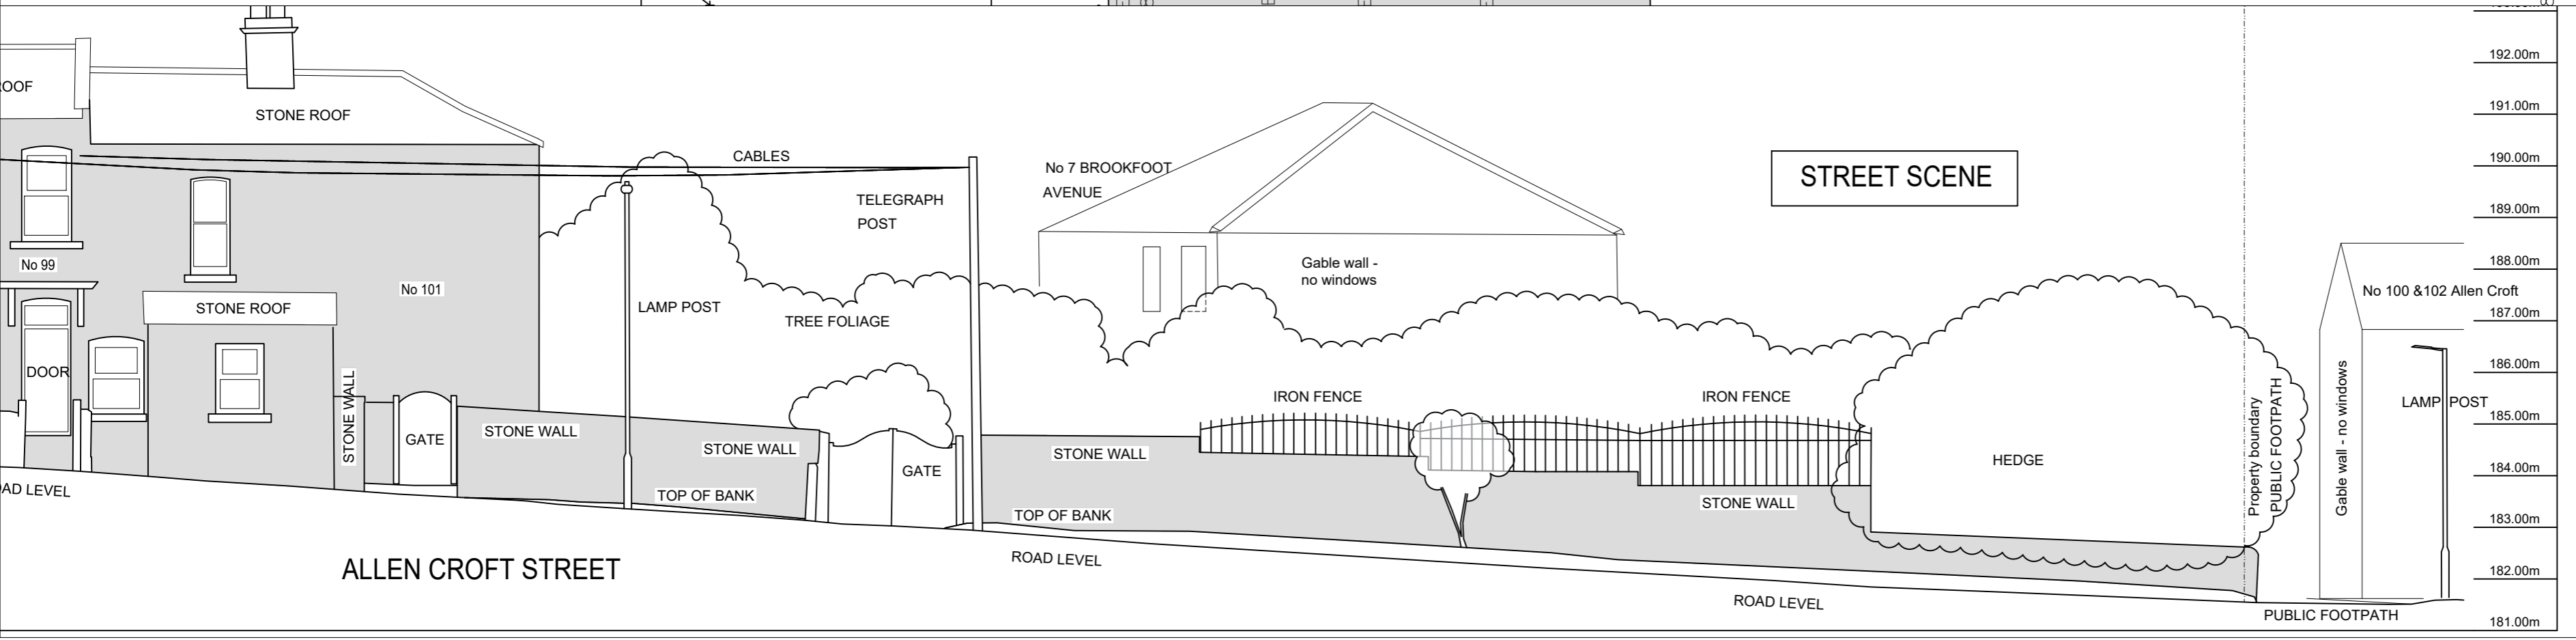 192.00m
191.00m
190.00m
189.00m
188.00m
187.00m
186.00m
185.00m
184.00m
183.00m
182.00m
181.00m
STREET SCENE
STONE ROOF
CABLES
No 7 BROOKFOOT
AVENUE
TELEGRAPH
POST
No 99
No 101
STONE ROOF
LAMP POST
TREE FOLIAGE
Gable wall -
no windows
No 100 &102 Allen Croft
DOOR
STONE WALL
GATE
STONE WALL
STONE WALL
GATE
TOP OF BANK
STONE WALL
TOP OF BANK
IRON FENCE
IRON FENCE
STONE WALL
HEDGE
Property boundary
PUBLIC FOOTPATH
Gable wall - no windows
LAMP POST
ALLEN CROFT STREET
ROAD LEVEL
ROAD LEVEL
PUBLIC FOOTPATH